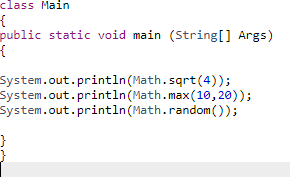 class Main
{
public static void main (String[] Args)
{
System.out.println(Math.sqrt(4));
System.out.println(Math.max(10,20));
System.out.println(Math.random());
}
}